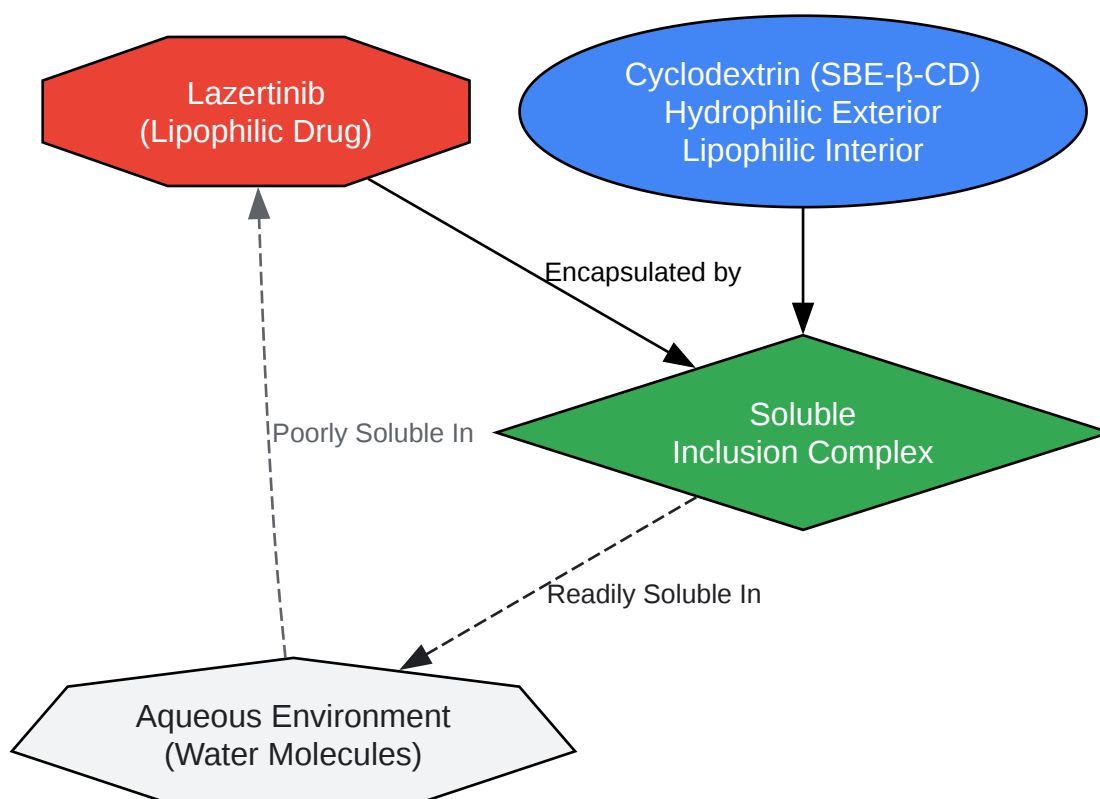 Lazertinib
(Lipophilic Drug)
Cyclodextrin (SBE-β-CD)
Hydrophilic Exterior
Lipophilic Interior
Encapsulated by
Poorly Soluble In
Soluble
Inclusion Complex
Readily Soluble In
Aqueous Environment
(Water Molecules)